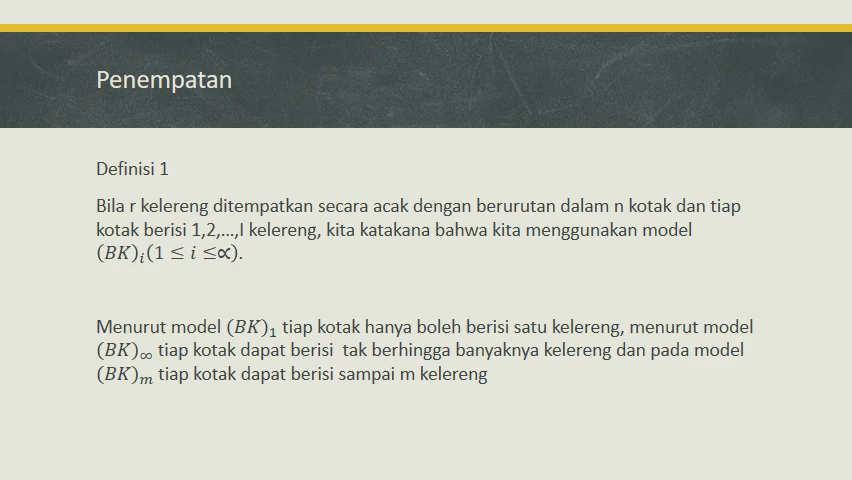 Penempatan
Definisi 1
Bila r kelereng ditempatkan secara acak dengan berurutan dalam n kotak dan tiap
kotak berisi 1,2,...,I kelereng, kita katakana bahwa kita menggunakan model
(𝐵𝐾)ᵢ(1 ≤ 𝑖 ≤∝).
Menurut model (𝐵𝐾)₁ tiap kotak hanya boleh berisi satu kelereng, menurut model
(𝐵𝐾)∞ tiap kotak dapat berisi tak berhingga banyaknya kelereng dan pada model
(𝐵𝐾)ₘ tiap kotak dapat berisi sampai m kelereng